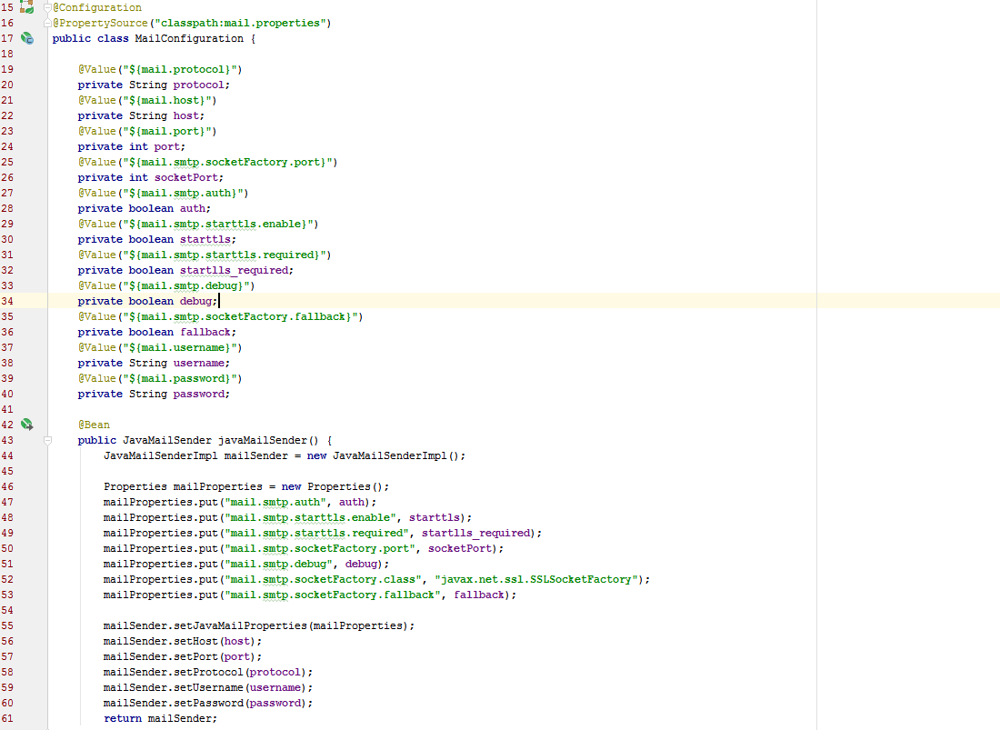 15 @Configuration
16 @PropertySource("classpath:mail.properties")
17 public class MailConfiguration {
18
19 @Value("${mail.protocol}")
20 private String protocol;
21 @Value("${mail.host}")
22 private String host;
23 @Value("${mail.port}")
24 private int port;
25 @Value("${mail.smtp.socketFactory.port}")
26 private int socketPort;
27 @Value("${mail.smtp.auth}")
28 private boolean auth;
29 @Value("${mail.smtp.starttls.enable}")
30 private boolean starttls;
31 @Value("${mail.smtp.starttls.required}")
32 private boolean startlls_required;
33 @Value("${mail.smtp.debug}")
34 private boolean debug;
35 @Value("${mail.smtp.socketFactory.fallback}")
36 private boolean fallback;
37 @Value("${mail.username}")
38 private String username;
39 @Value("${mail.password}")
40 private String password;
41
42 @Bean
43 public JavaMailSender javaMailSender() {
44 JavaMailSenderImpl mailSender = new JavaMailSenderImpl();
45
46 Properties mailProperties = new Properties();
47 mailProperties.put("mail.smtp.auth", auth);
48 mailProperties.put("mail.smtp.starttls.enable", starttls);
49 mailProperties.put("mail.smtp.starttls.required", startlls_required);
50 mailProperties.put("mail.smtp.socketFactory.port", socketPort);
51 mailProperties.put("mail.smtp.debug", debug);
52 mailProperties.put("mail.smtp.socketFactory.class", "javax.net.ssl.SSLSocketFactory");
53 mailProperties.put("mail.smtp.socketFactory.fallback", fallback);
54
55 mailSender.setJavaMailProperties(mailProperties);
56 mailSender.setHost(host);
57 mailSender.setPort(port);
58 mailSender.setProtocol(protocol);
59 mailSender.setUsername(username);
60 mailSender.setPassword(password);
61 return mailSender;